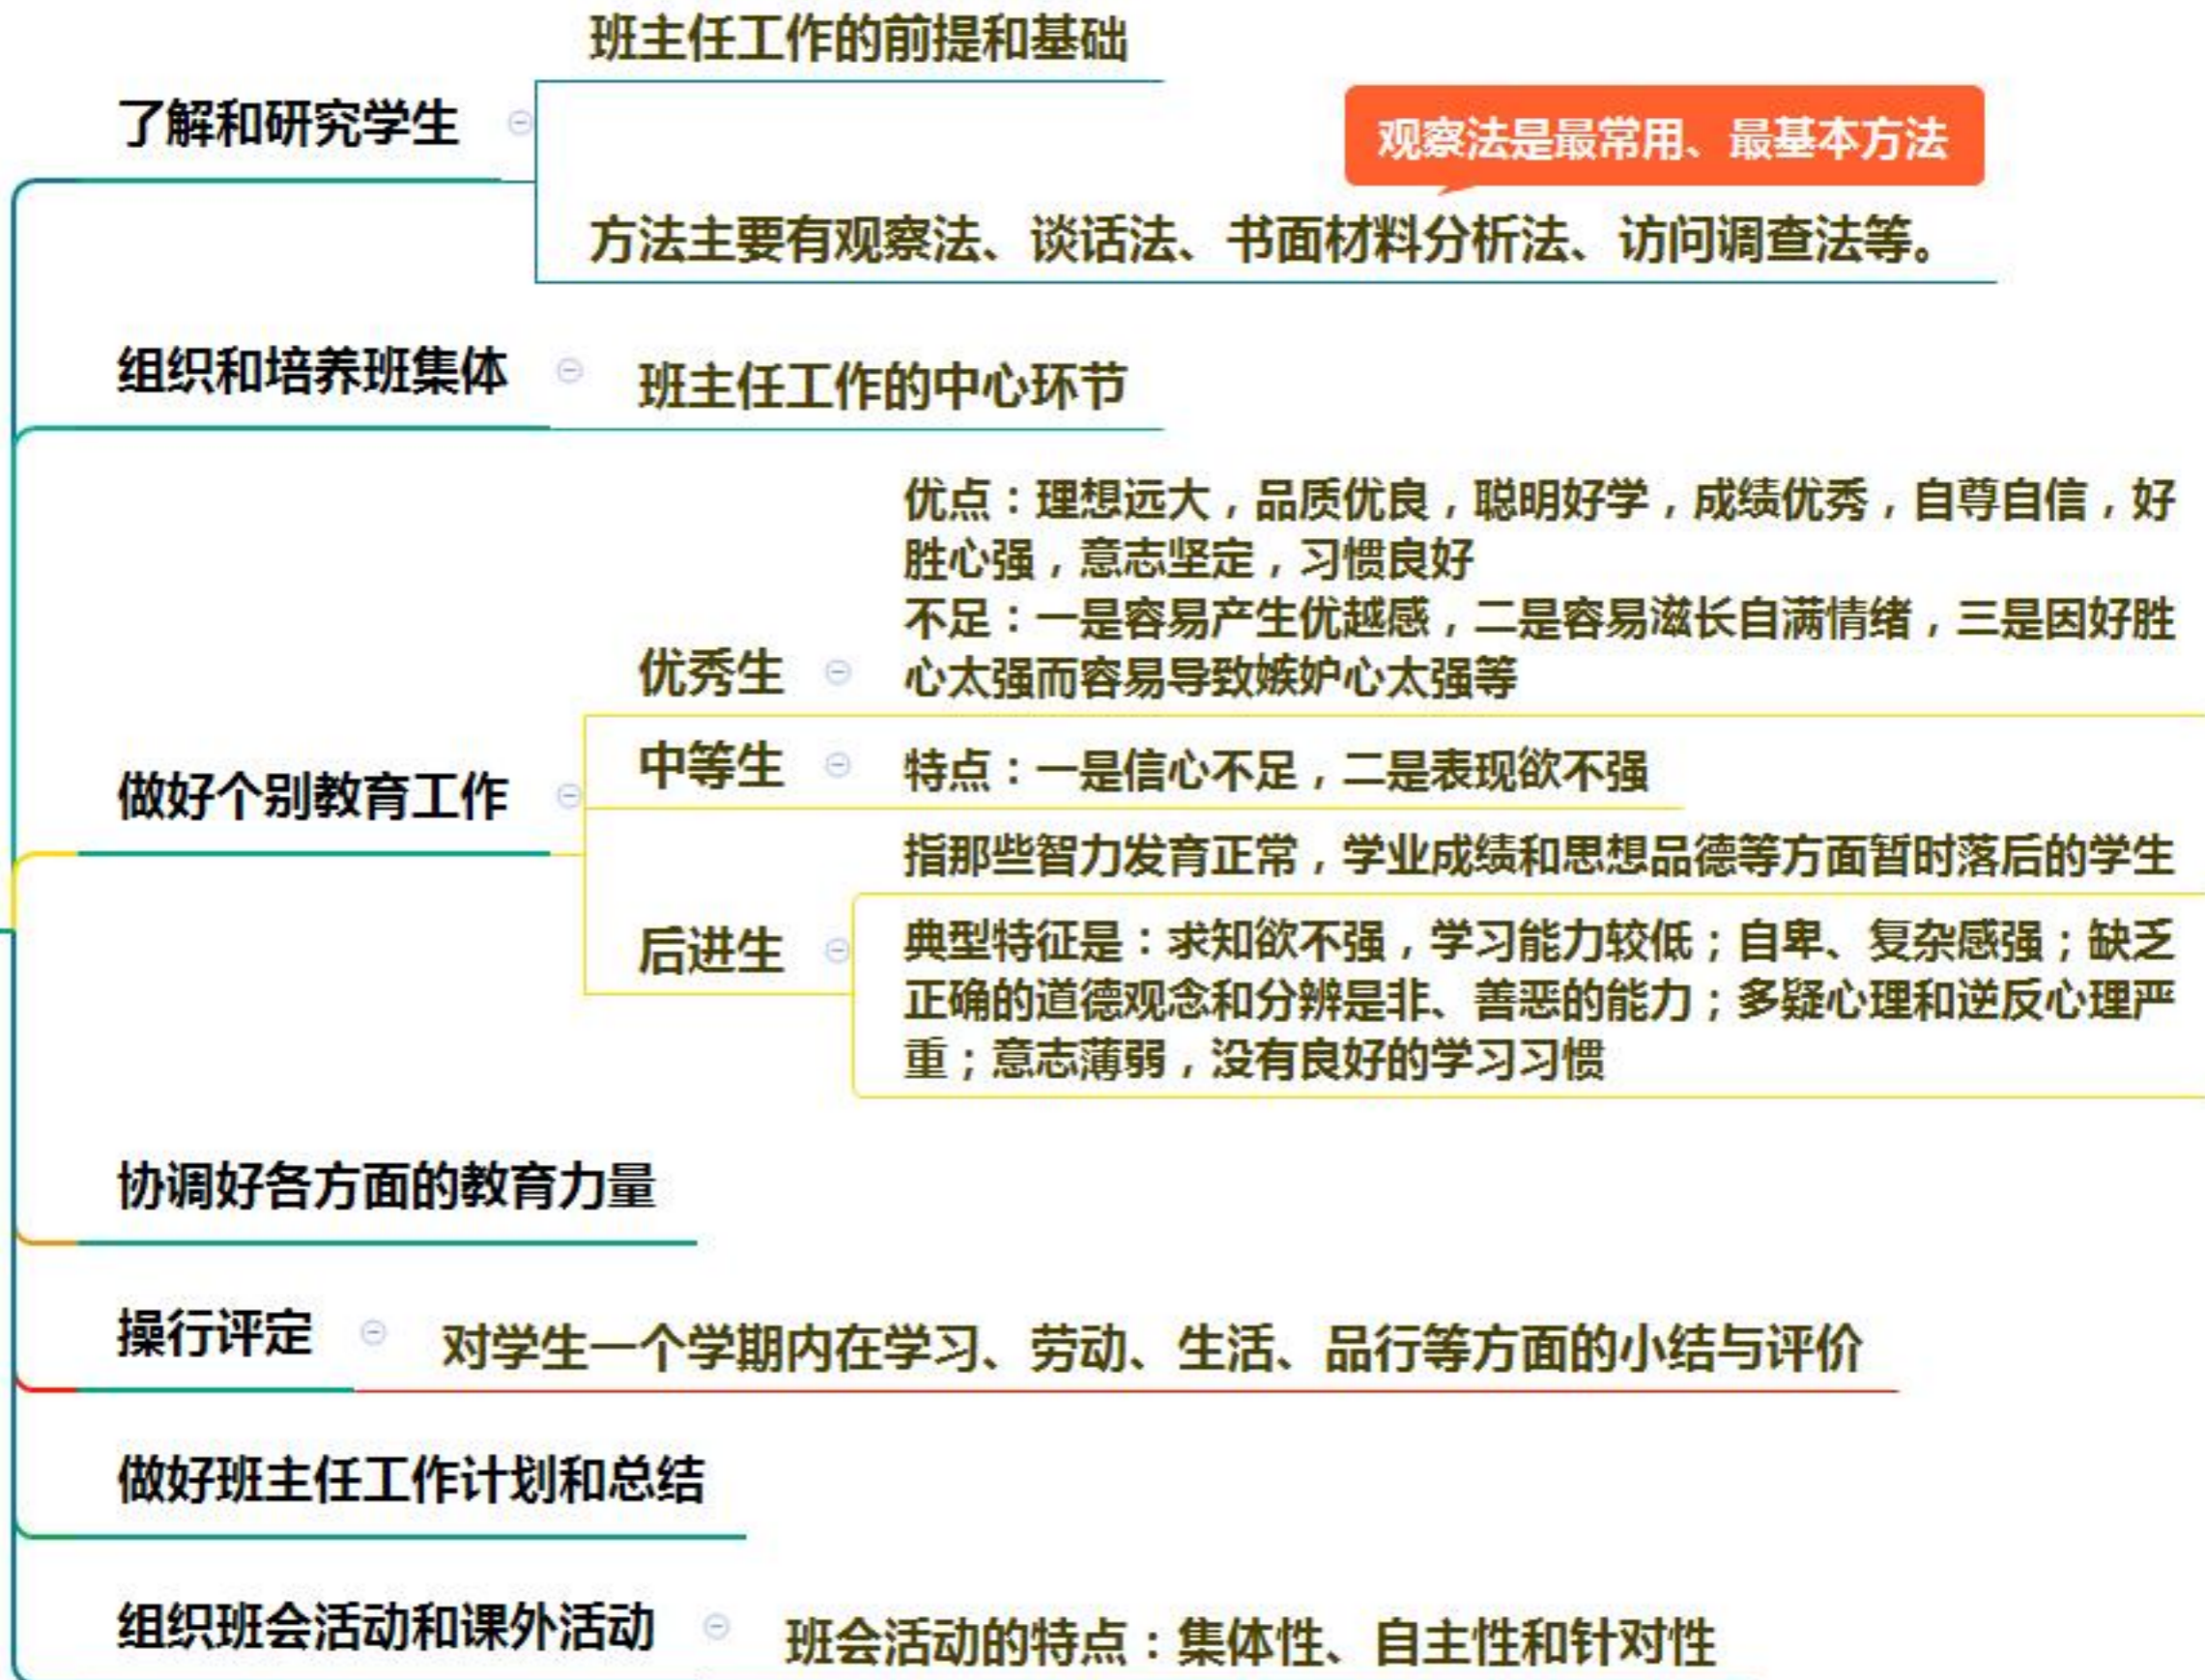 班主任工作的前提和基础
了解和研究学生
观察法是最常用、最基本方法
方法主要有观察法、谈话法、书面材料分析法、访问调查法等。
组织和培养班集体
班主任工作的中心环节
优点：理想远大，品质优良，聪明好学，成绩优秀，自尊自信，好
胜心强，意志坚定，习惯良好
不足：一是容易产生优越感，二是容易滋长自满情绪，三是因好胜
心太强而容易导致嫉妒心太强等
优秀生
中等生
特点：一是信心不足，二是表现欲不强
做好个别教育工作
指那些智力发育正常，学业成绩和思想品德等方面暂时落后的学生
后进生
典型特征是：求知欲不强，学习能力较低；自卑、复杂感强；缺乏
正确的道德观念和分辨是非、善恶的能力；多疑心理和逆反心理严
重；意志薄弱，没有良好的学习习惯
协调好各方面的教育力量
操行评定
对学生一个学期内在学习、劳动、生活、品行等方面的小结与评价
做好班主任工作计划和总结
组织班会活动和课外活动
班会活动的特点：集体性、自主性和针对性